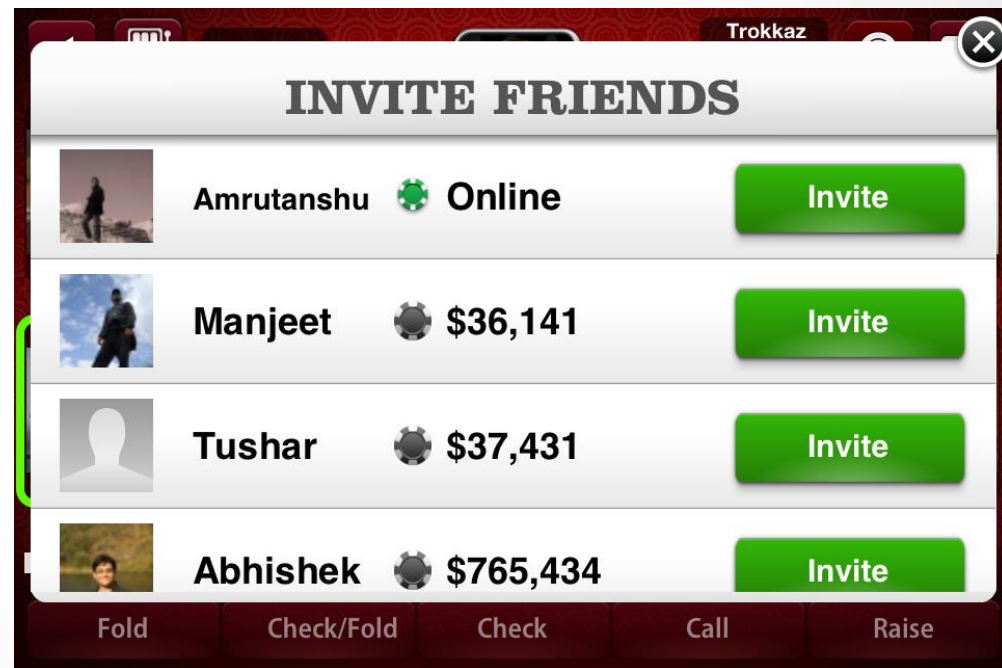 Trokkaz
INVITE FRIENDS
Amrutanshu Online Invite
Manjeet $36,141 Invite
Tushar $37,431 Invite
Abhishek $765,434 Invite
Fold Check/Fold Check Call Raise